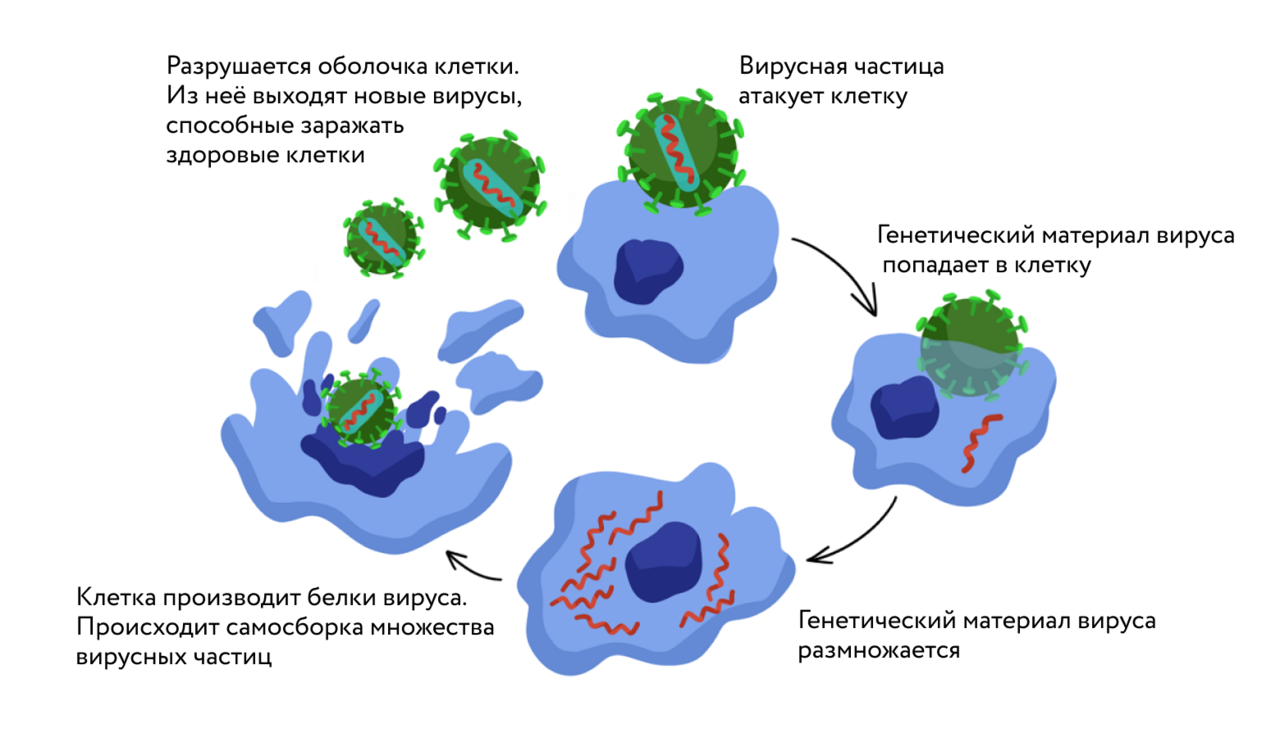 Разрушается оболочка клетки.
Из неё выходят новые вирусы,
способные заражать
здоровые клетки
Вирусная частица
атакует клетку
Генетический материал вируса
попадает в клетку
Генетический материал вируса
размножается
Клетка производит белки вируса.
Происходит самосборка множества
вирусных частиц